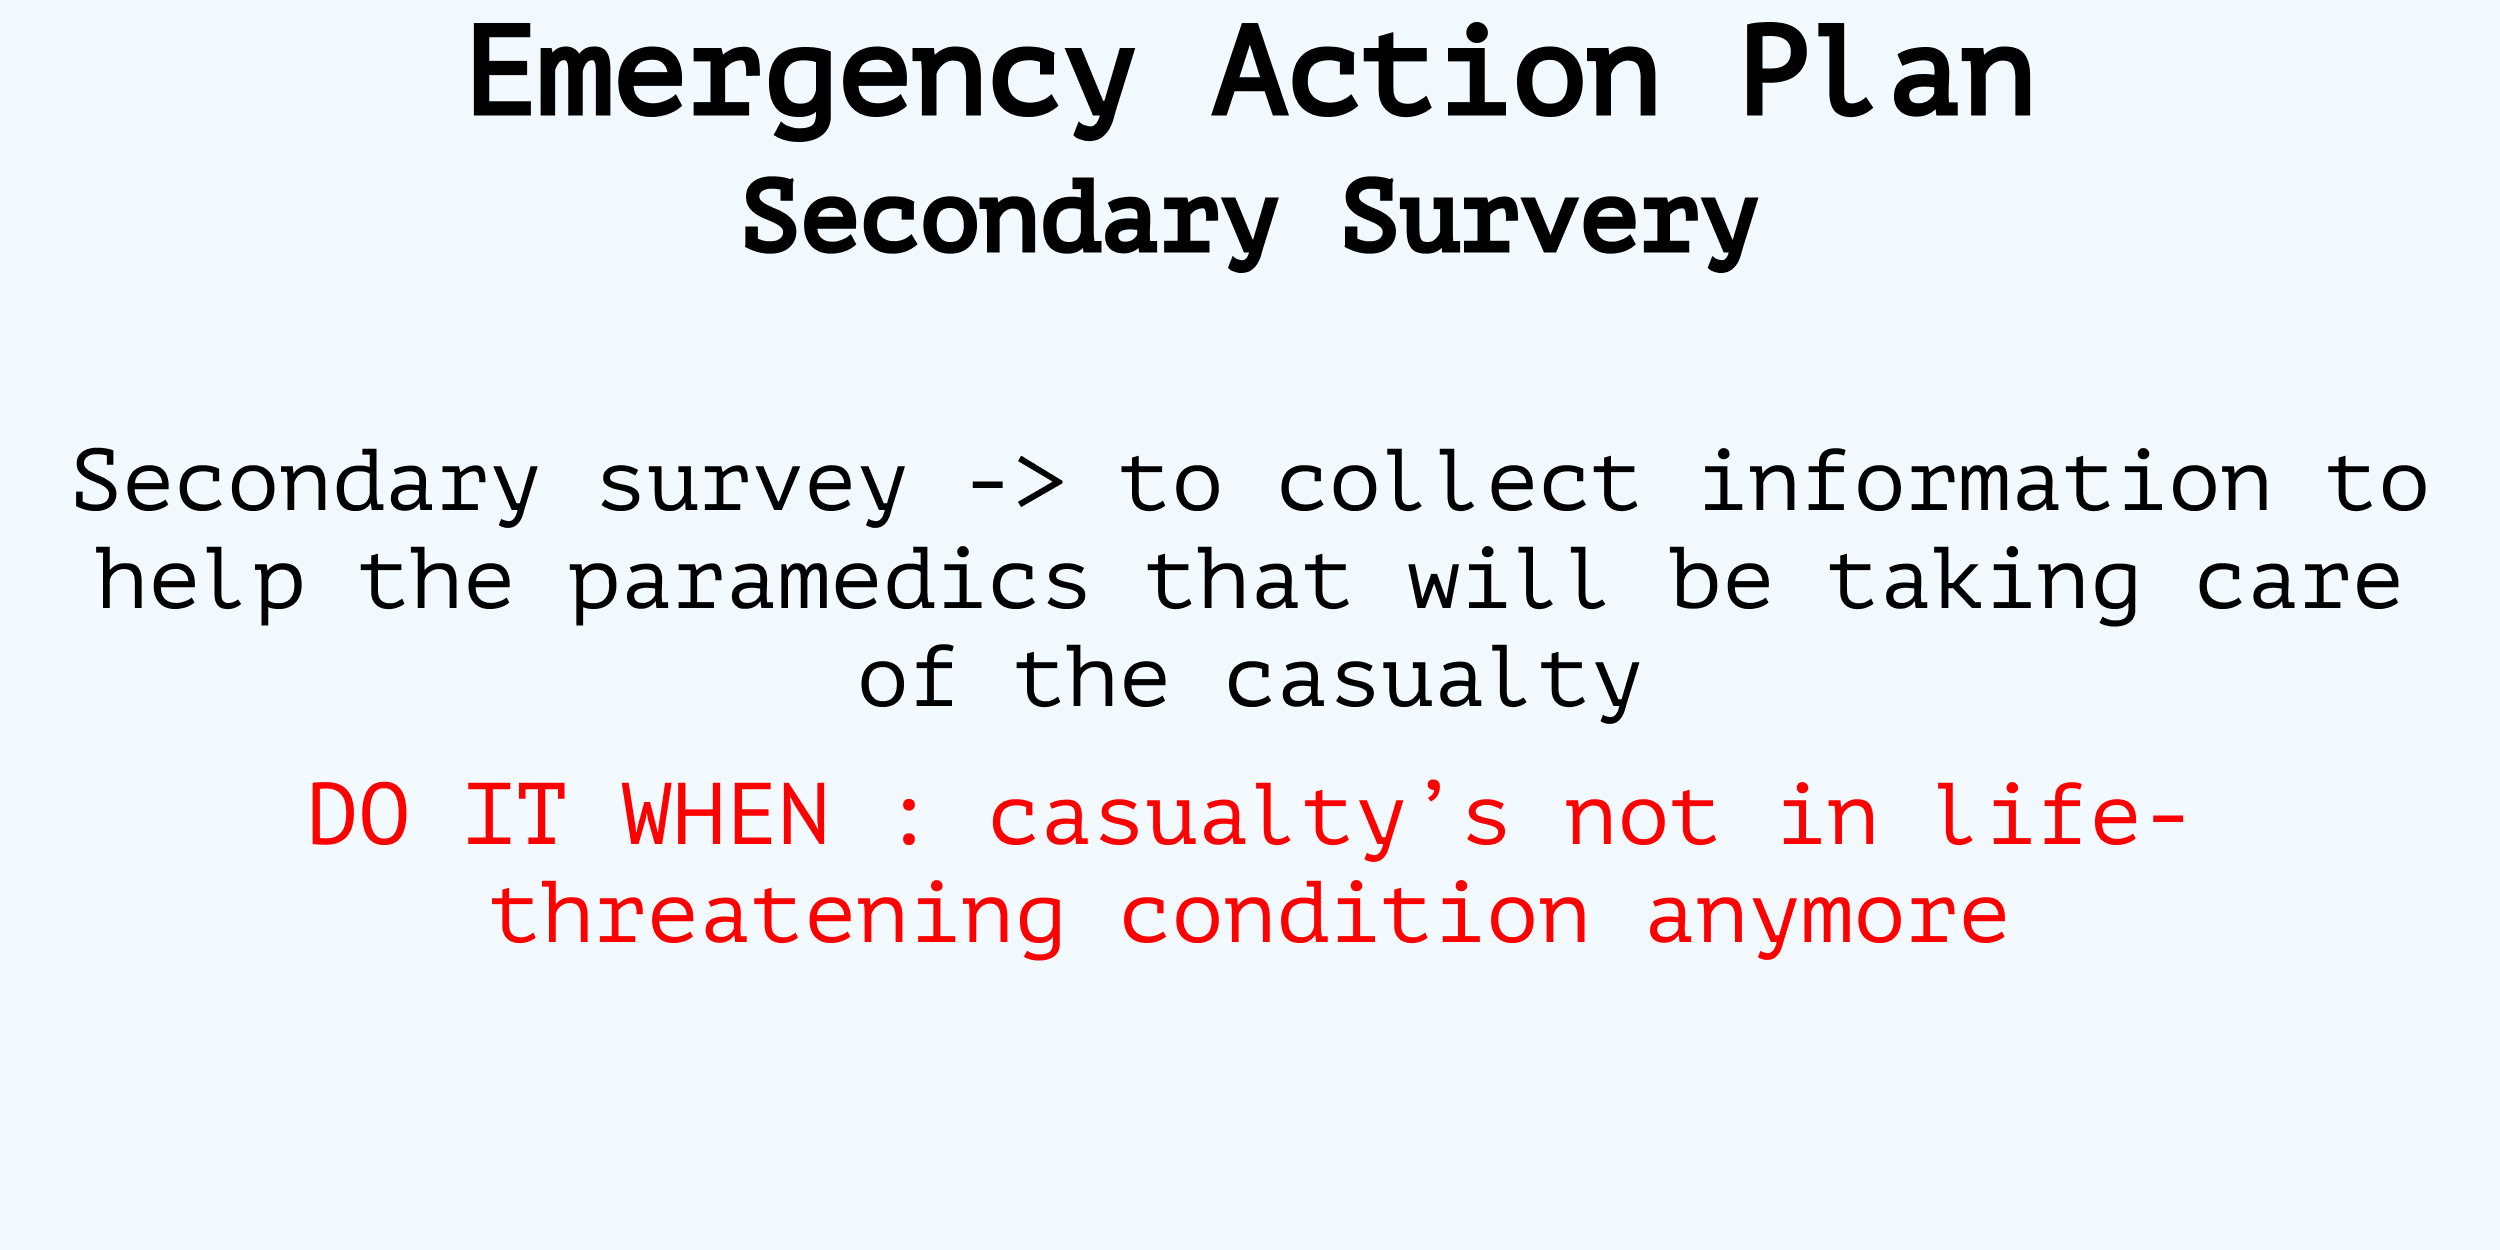 Emergency Action Plan
Secondary Survery
Secondary survey -> to collect information to
help the paramedics that will be taking care
of the casualty
DO IT WHEN : casualty’s not in life-
threatening condition anymore